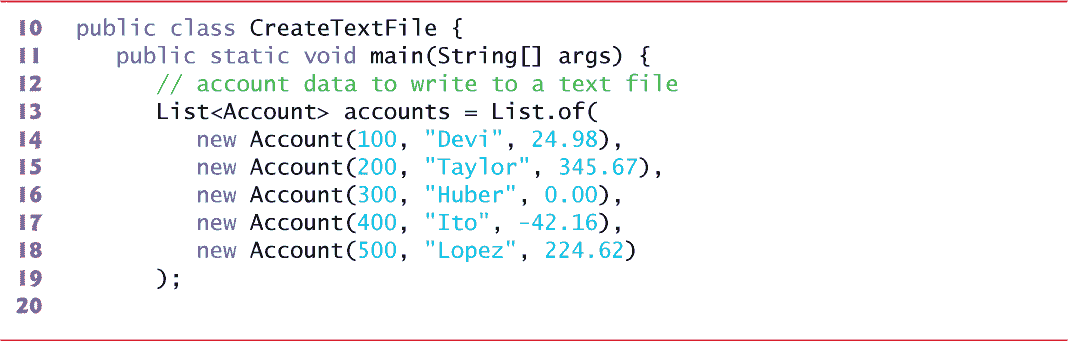 10 public class CreateTextFile {
11 public static void main(String[] args) {
12 // account data to write to a text file
13 List<Account> accounts = List.of(
14 new Account(100, "Devi", 24.98),
15 new Account(200, "Taylor", 345.67),
16 new Account(300, "Huber", 0.00),
17 new Account(400, "Ito", -42.16),
18 new Account(500, "Lopez", 224.62)
19 );
20